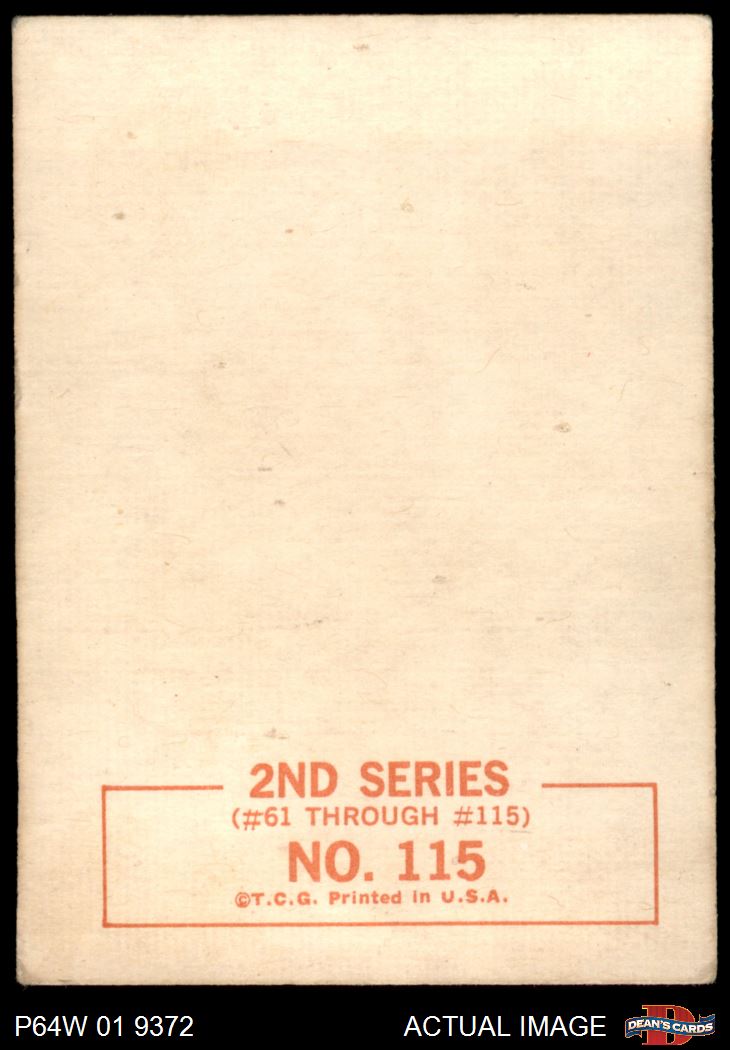 2ND SERIES
(#61 THROUGH #115)
NO. 115
©T.C.G. Printed in U.S.A.
P64W 01 9372
ACTUAL IMAGE
DEAN'S CARDS